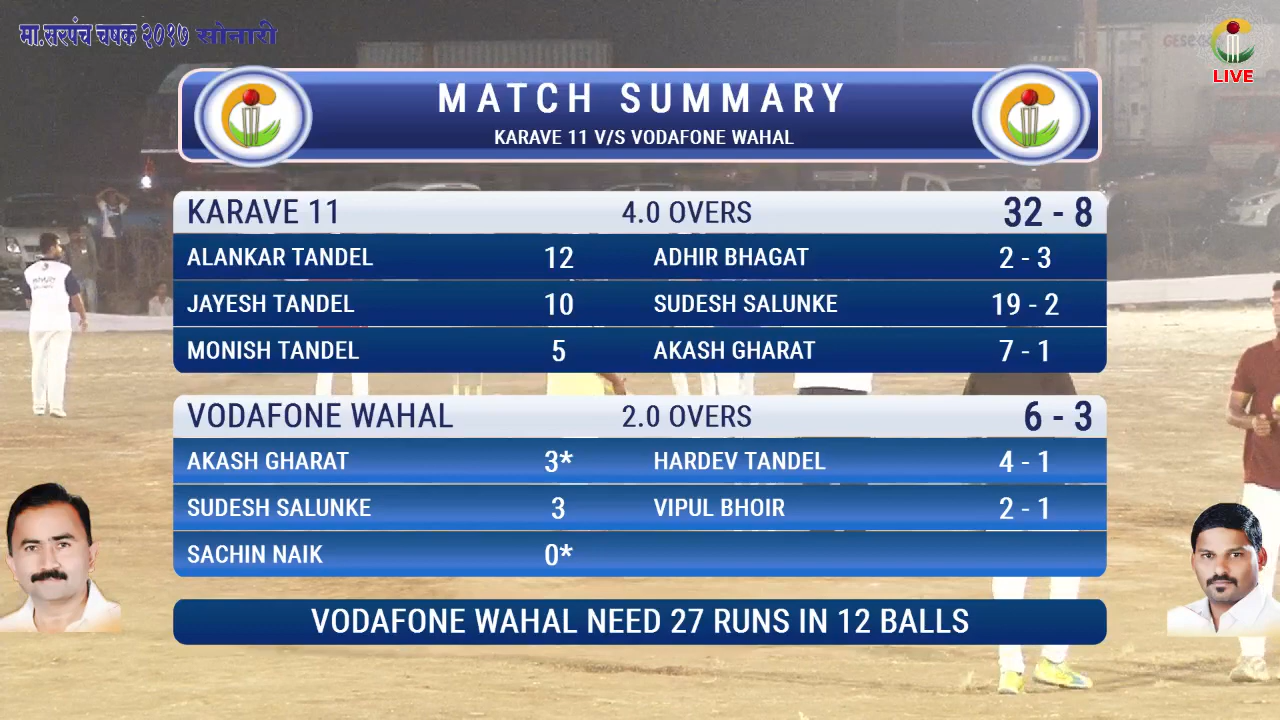 मा.सरपंच चषक २०१७ सोनारी
LIVE
MATCH SUMMARY
KARAVE 11 V/S VODAFONE WAHAL
KARAVE 11 4.0 OVERS 32 - 8
ALANKAR TANDEL 12 ADHIR BHAGAT 2 - 3
JAYESH TANDEL 10 SUDESH SALUNKE 19 - 2
MONISH TANDEL 5 AKASH GHARAT 7 - 1
VODAFONE WAHAL 2.0 OVERS 6 - 3
AKASH GHARAT 3* HARDEV TANDEL 4 - 1
SUDESH SALUNKE 3 VIPUL BHOIR 2 - 1
SACHIN NAIK 0*
VODAFONE WAHAL NEED 27 RUNS IN 12 BALLS